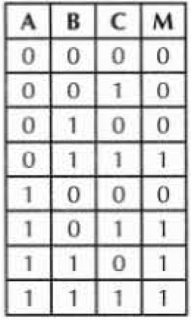 A B C M
0 0 0 0
0 0 1 0
0 1 0 0
0 1 1 1
1 0 0 0
1 0 1 1
1 1 0 1
1 1 1 1